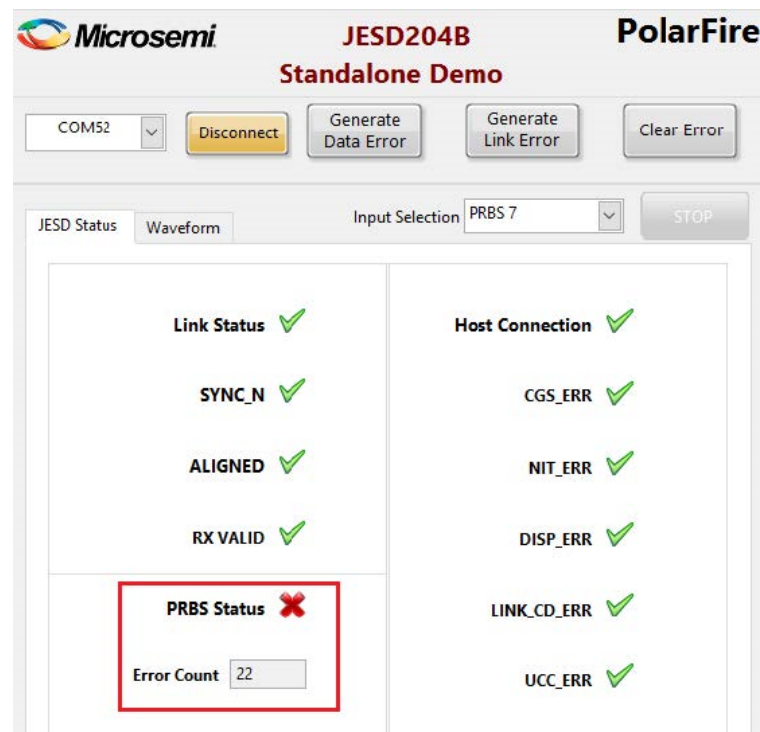 Microsemi
JESD204B
PolarFire
Standalone Demo
COM52
Disconnect
Generate
Data Error
Generate
Link Error
Clear Error
JESD Status
Waveform
Input Selection
PRBS 7
STOP
Link Status
Host Connection
SYNC_N
CGS_ERR
ALIGNED
NIT_ERR
RX VALID
DISP_ERR
PRBS Status
LINK_CD_ERR
Error Count 22
UCC_ERR